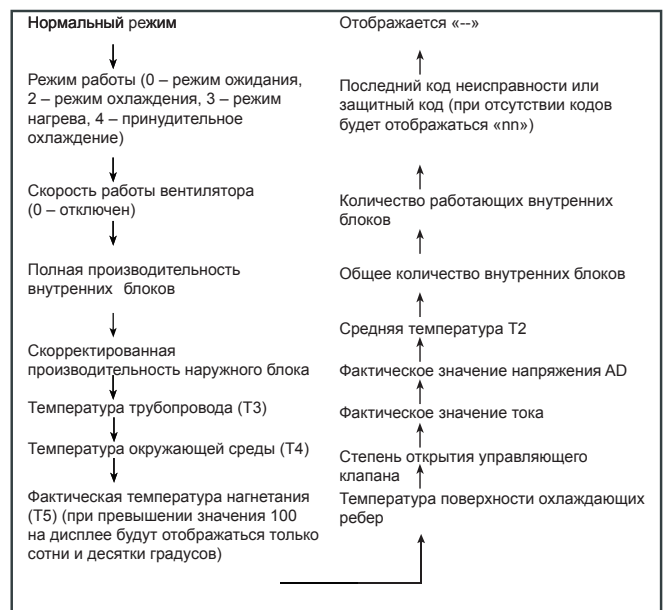 Нормальный режим
Режим работы (0 – режим ожидания,
2 – режим охлаждения, 3 – режим
нагрева, 4 – принудительное
охлаждение)
Скорость работы вентилятора
(0 – отключен)
Полная производительность
внутренних блоков
Скорректированная
производительность наружного блока
Температура трубопровода (T3)
Температура окружающей среды (T4)
Фактическая температура нагнетания
(T5) (при превышении значения 100
на дисплее будут отображаться только
сотни и десятки градусов)
Температура поверхности охлаждающих
ребер
Степень открытия управляющего
клапана
Фактическое значение тока
Фактическое значение напряжения AD
Средняя температура T2
Общее количество внутренних блоков
Количество работающих внутренних
блоков
Последний код неисправности или
защитный код (при отсутствии кодов
будет отображаться «nn»)
Отображается «--»